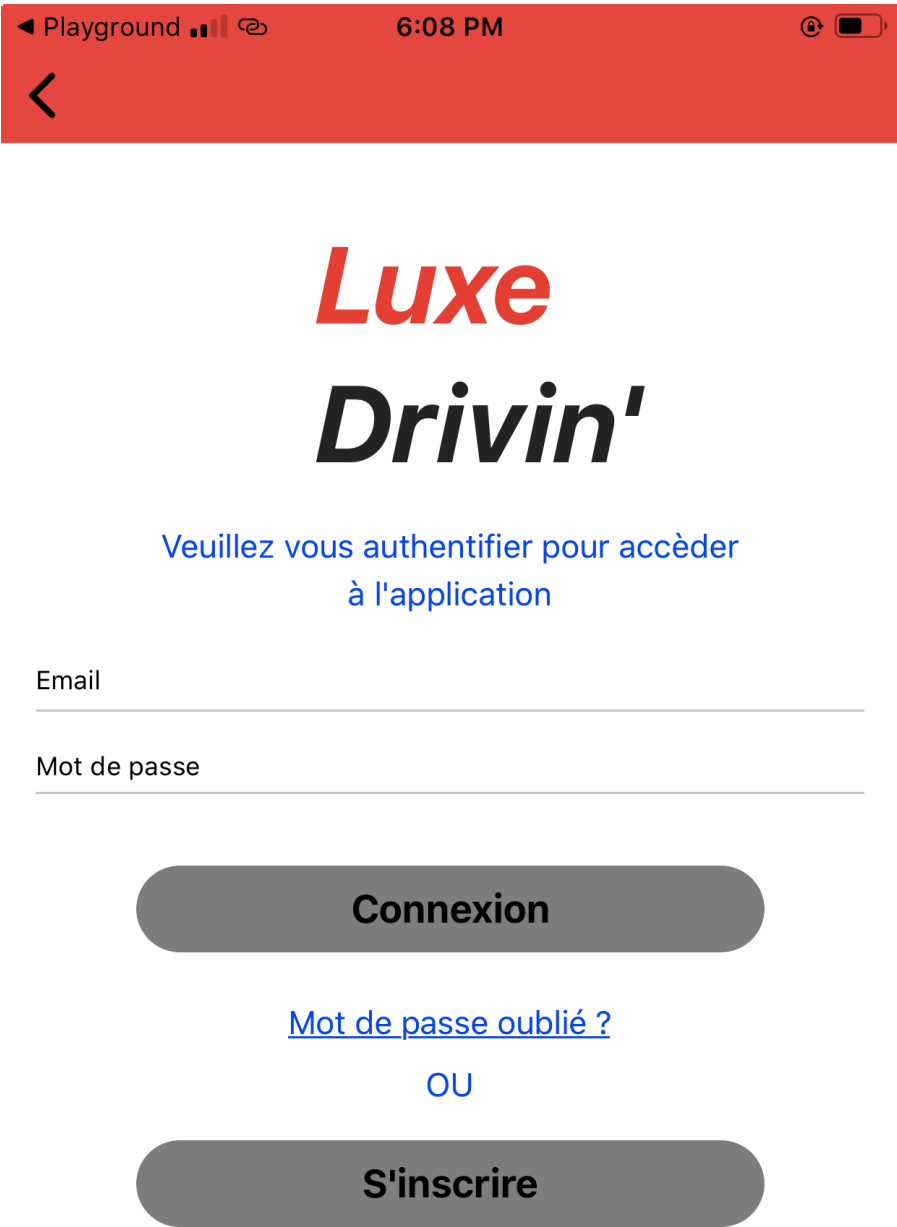 Playground
6:08 PM
Luxe
Drivin'
Veuillez vous authentifier pour accèder
à l'application
Email
Mot de passe
Connexion
Mot de passe oublié ?
OU
S'inscrire